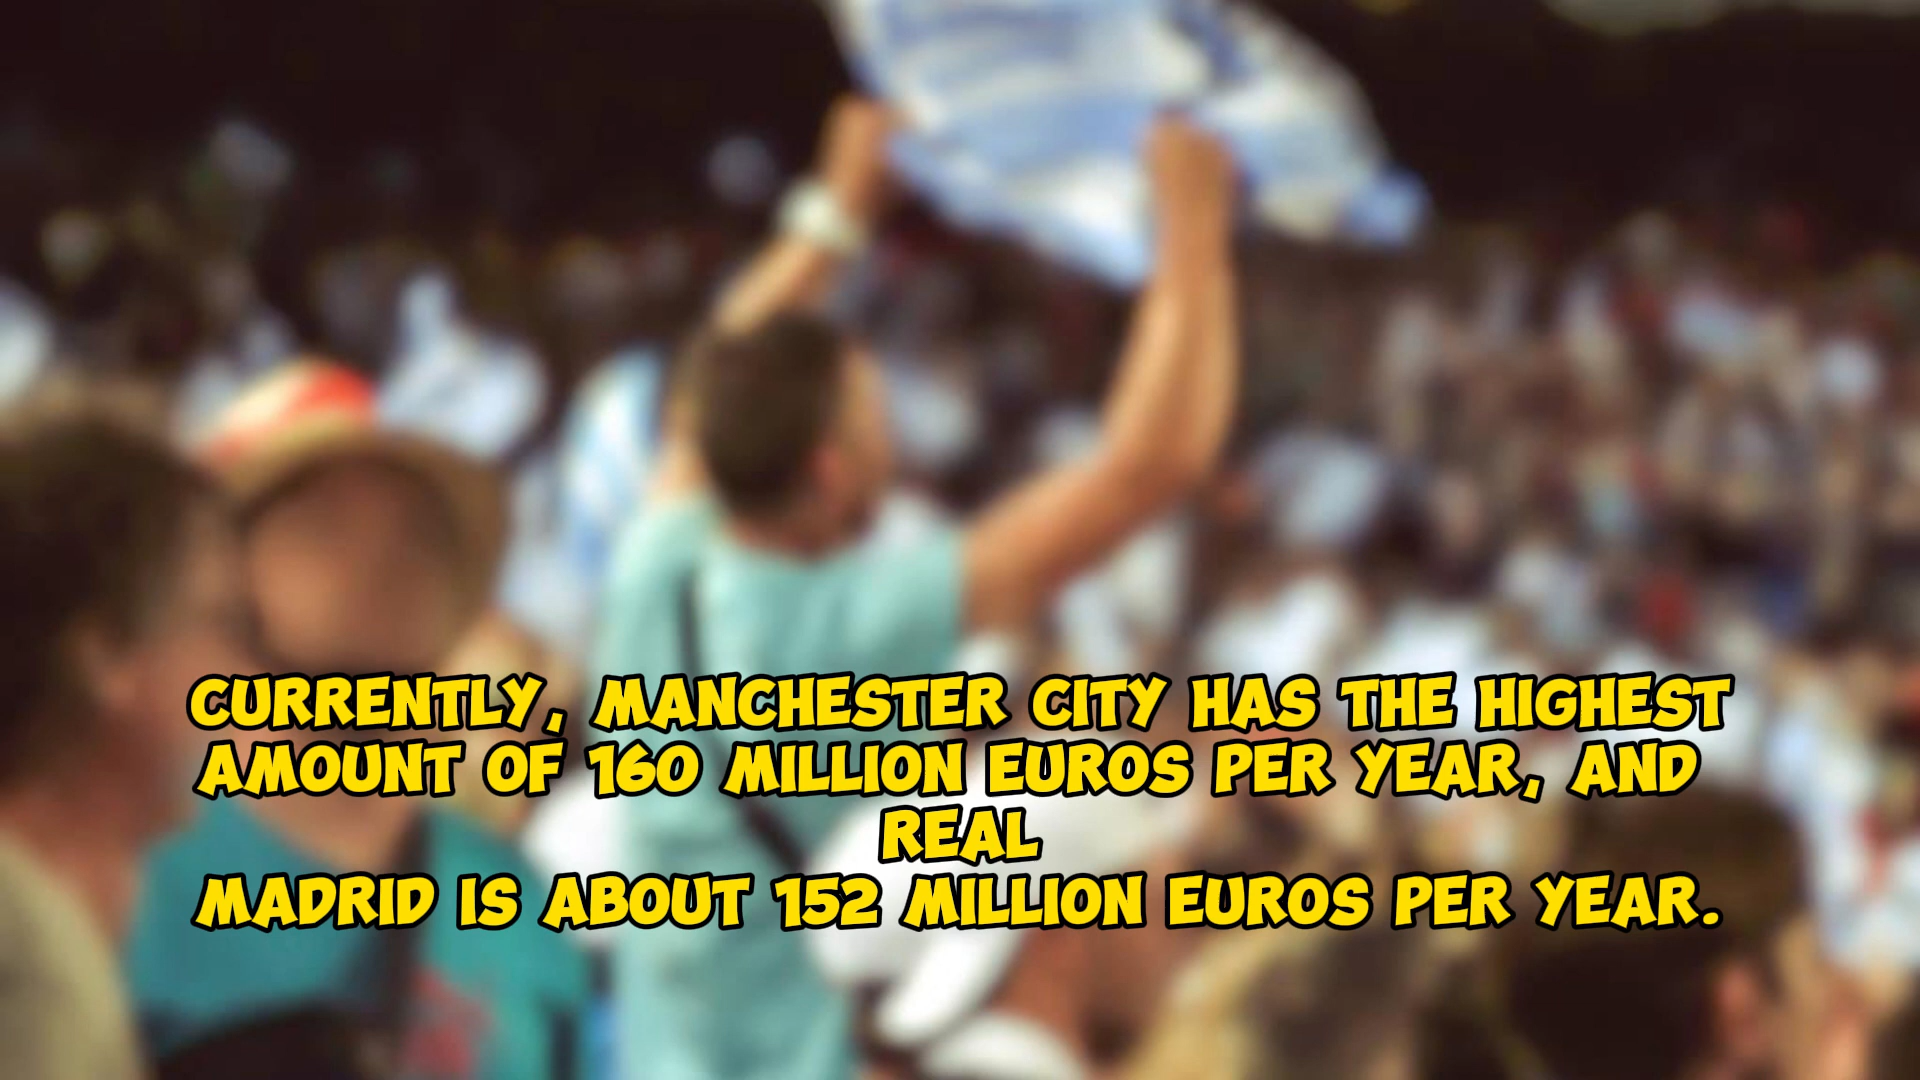 CURRENTLY, MANCHESTER CITY HAS THE HIGHEST
AMOUNT OF 160 MILLION EUROS PER YEAR, AND
REAL
MADRID IS ABOUT 152 MILLION EUROS PER YEAR.